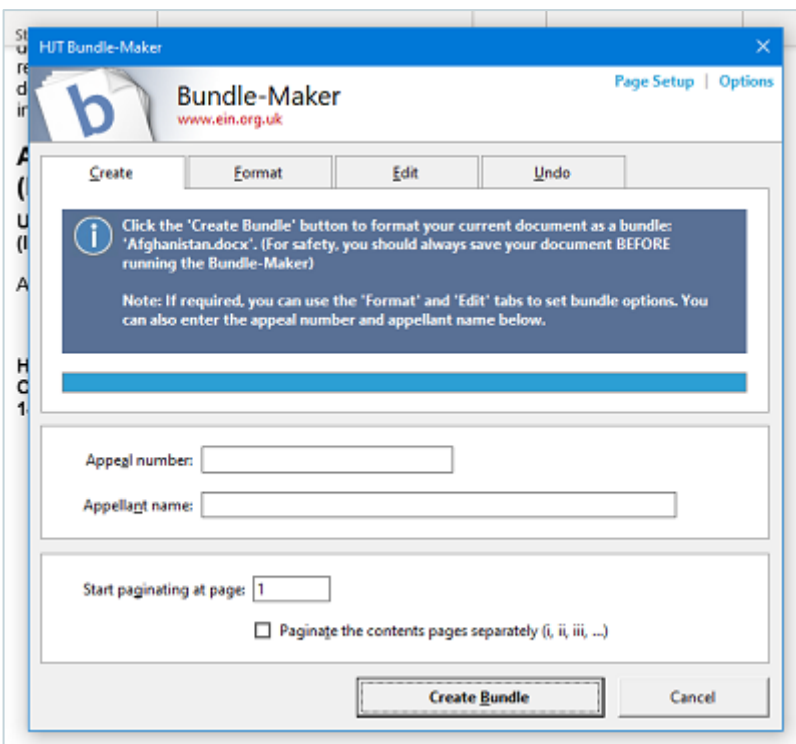 St
re
d
in
HJT Bundle-Maker
b
Bundle-Maker
www.ein.org.uk
Page Setup | Options
A
(
U
(I
A
H
C
1
Create Format Edit Undo
i
Click the 'Create Bundle' button to format your current document as a bundle:
'Afghanistan.docx'. (For safety, you should always save your document BEFORE
running the Bundle-Maker)
Note: If required, you can use the 'Format' and 'Edit' tabs to set bundle options. You
can also enter the appeal number and appellant name below.
Appeal number:
Appellant name:
Start paginating at page: 1
Paginate the contents pages separately (i, ii, iii, ...)
Create Bundle Cancel